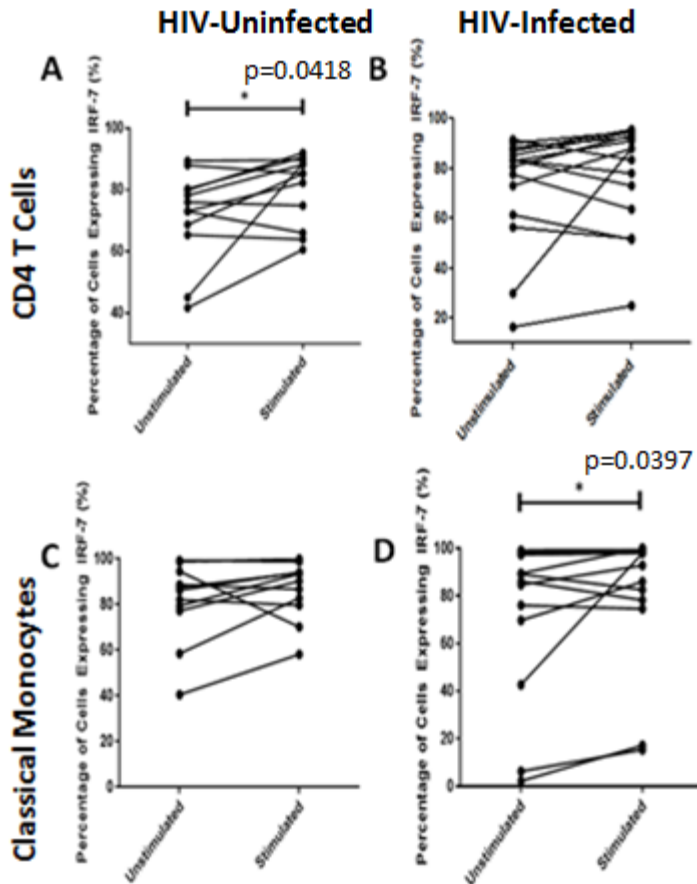 HIV-Uninfected
HIV-Infected
A
p=0.0418
B
*
CD4 T Cells
Percentage of Cells Expressing IRF-7 (%)
100
80
60
40
Unstimulated
Stimulated
Percentage of Cells Expressing IRF-7 (%)
100
80
60
40
20
Unstimulated
Stimulated
p=0.0397
*
C
D
Classical Monocytes
Percentage of Cells Expressing IRF-7 (%)
100
80
60
40
20
0
Unstimulated
Stimulated
Percentage of Cells Expressing IRF-7 (%)
100
80
60
40
20
0
Unstimulated
Stimulated